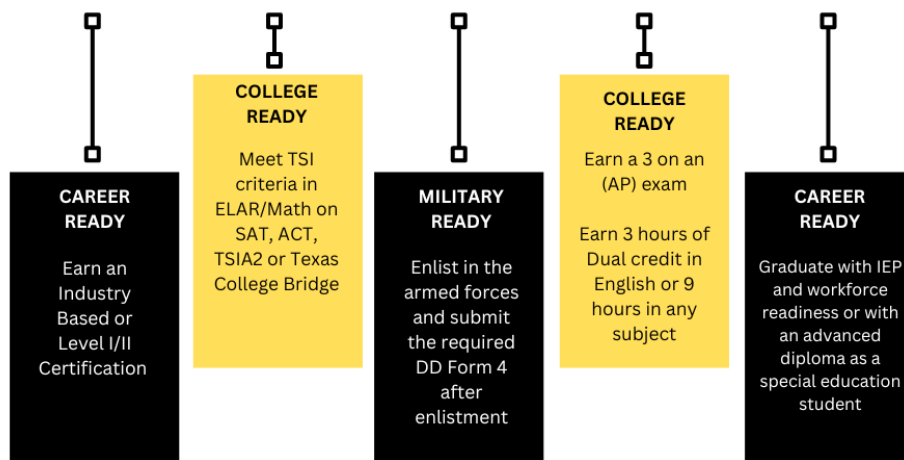 CAREER
READY
Earn an
Industry
Based or
Level I/II
Certification
COLLEGE
READY
Meet TSI
criteria in
ELAR/Math on
SAT, ACT,
TSIA2 or Texas
College Bridge
MILITARY
READY
Enlist in the
armed forces
and submit
the required
DD Form 4
after
enlistment
COLLEGE
READY
Earn a 3 on an
(AP) exam
Earn 3 hours of
Dual credit in
English or 9
hours in any
subject
CAREER
READY
Graduate with IEP
and workforce
readiness or with
an advanced
diploma as a
special education
student